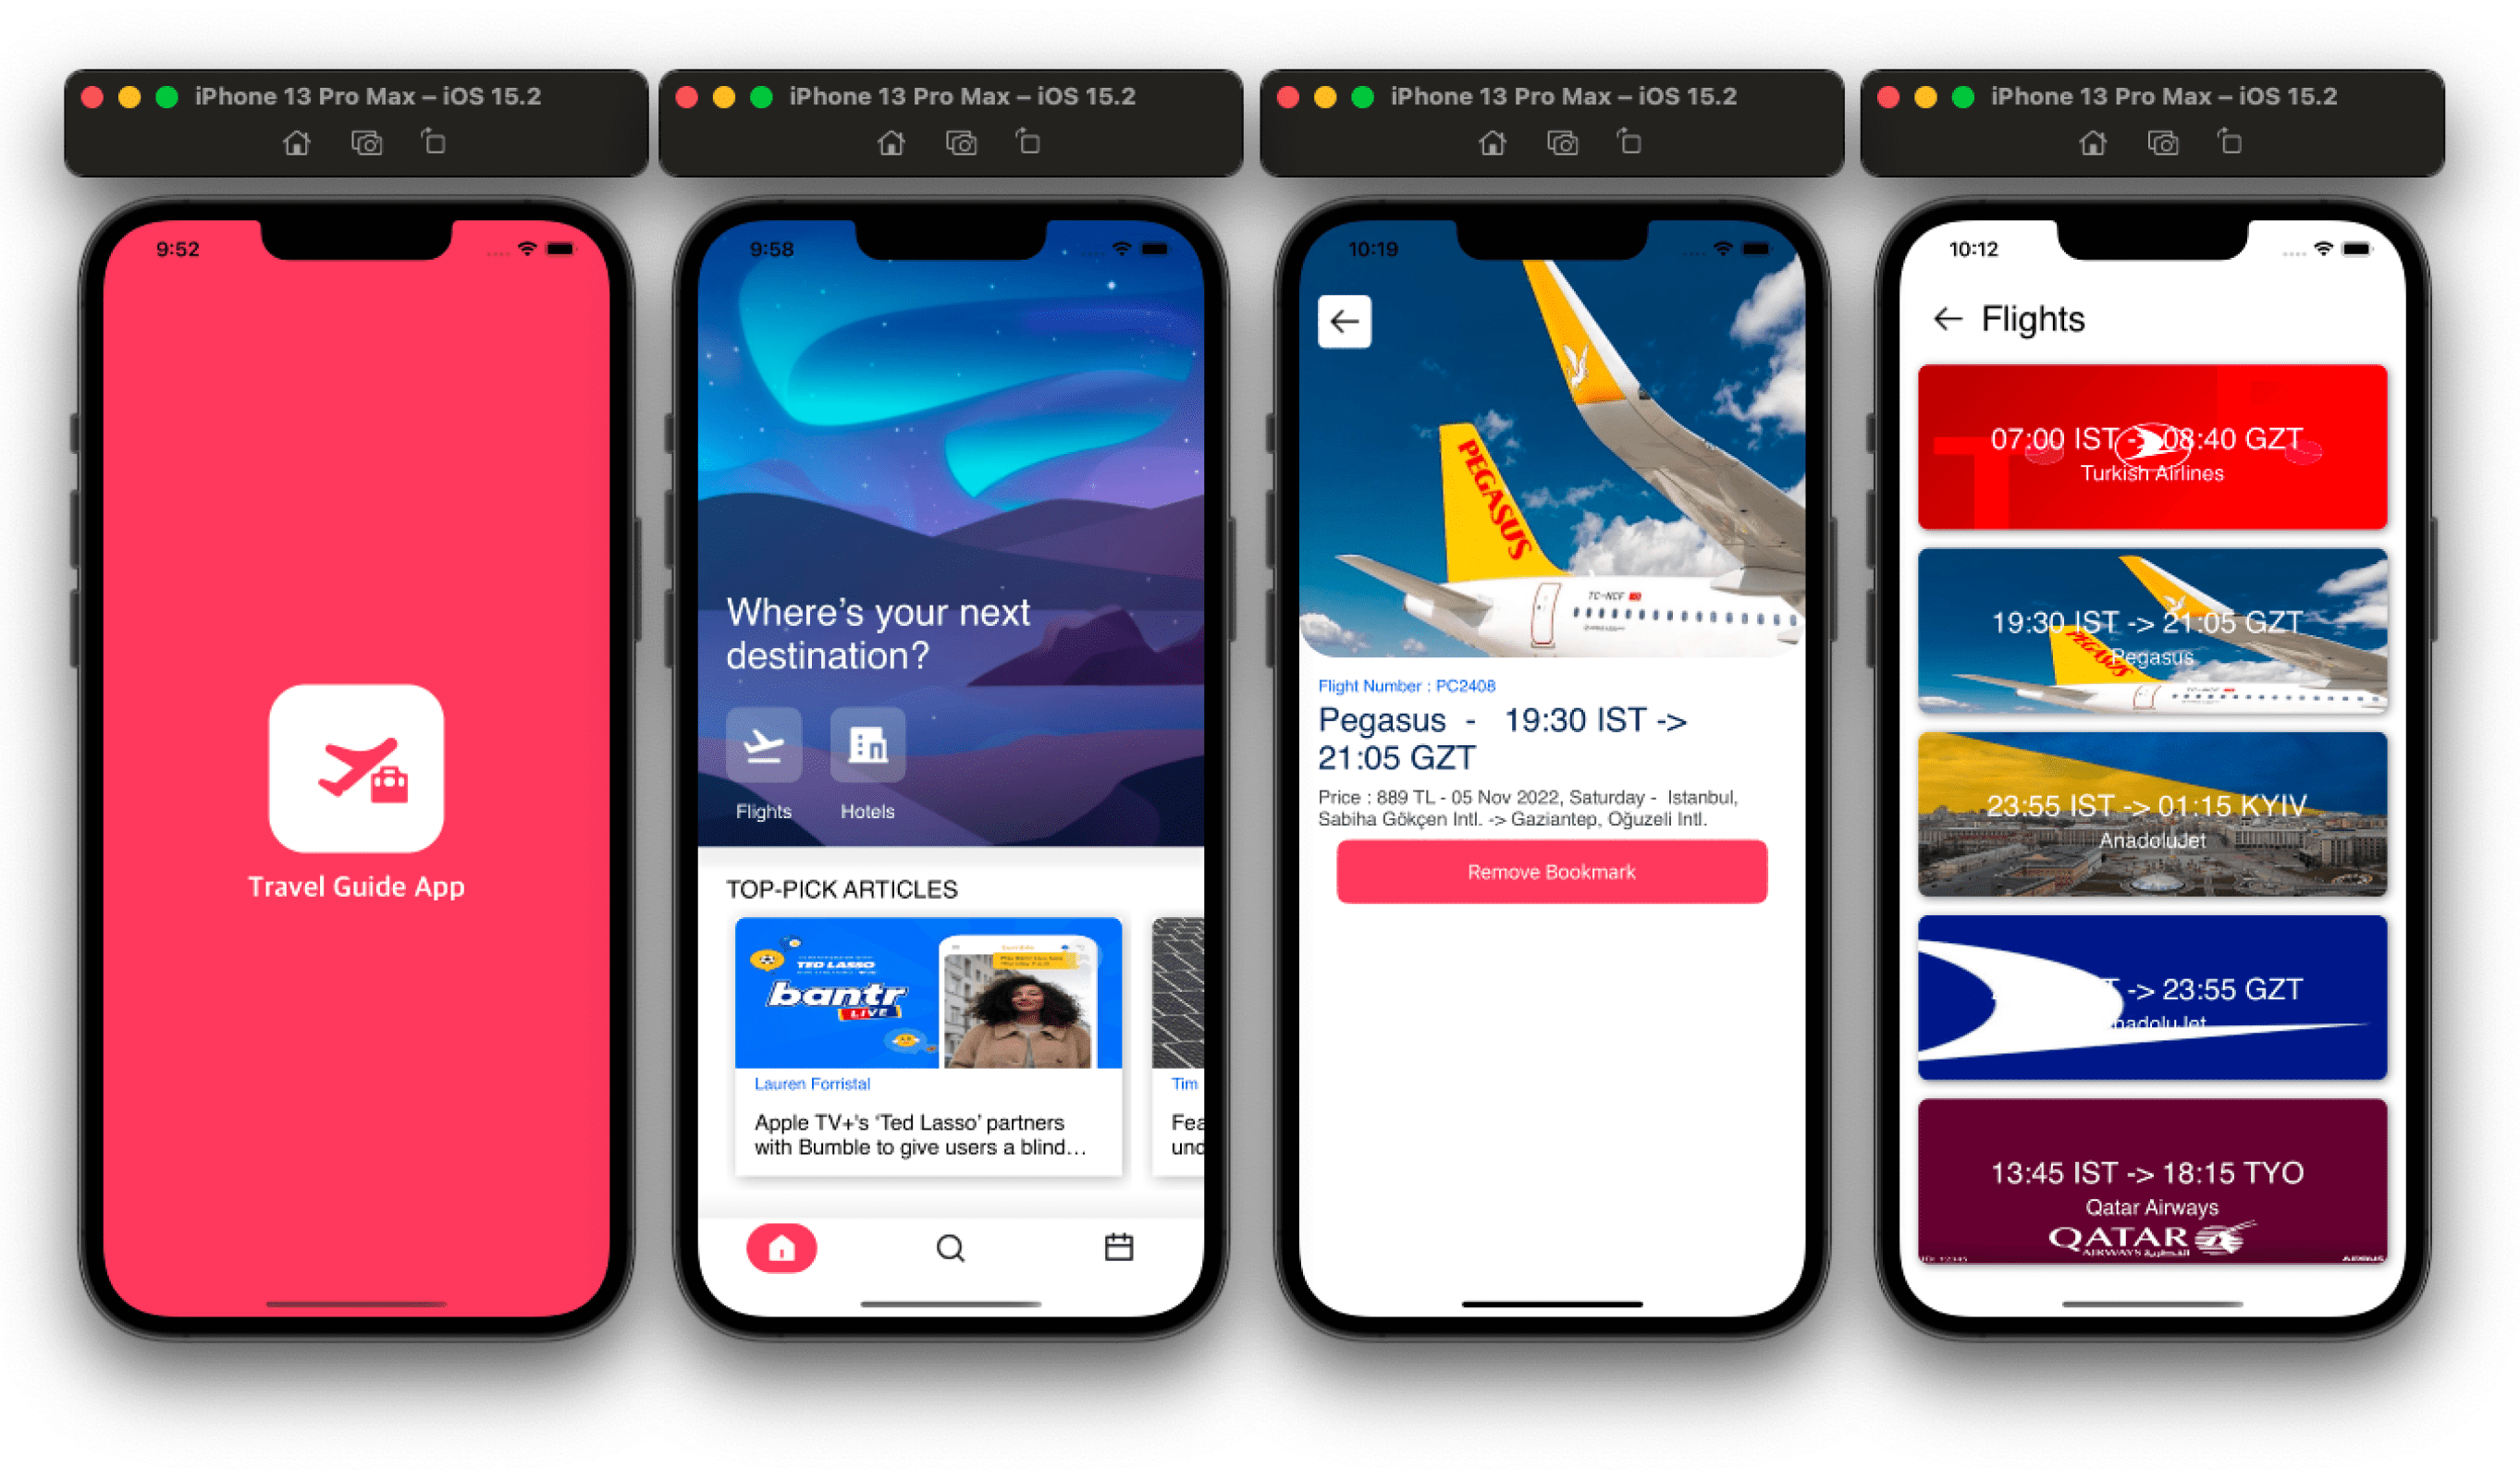 iPhone 13 Pro Max – iOS 15.2
9:52
Travel Guide App
iPhone 13 Pro Max – iOS 15.2
9:58
Where's your next
destination?
Flights
Hotels
TOP-PICK ARTICLES
TED LASSO
bantr
LIVE
Lauren Forristal
Apple TV+'s ‘Ted Lasso’ partners
with Bumble to give users a blind…
Tim
Fea
und
iPhone 13 Pro Max – iOS 15.2
10:19
PEGASUS
TC-NCF
Flight Number : PC2408
Pegasus - 19:30 IST ->
21:05 GZT
Price : 889 TL - 05 Nov 2022, Saturday - Istanbul,
Sabiha Gökçen Intl. -> Gaziantep, Oğuzeli Intl.
Remove Bookmark
iPhone 13 Pro Max – iOS 15.2
10:12
Flights
07:00 IST -> 08:40 GZT
Turkish Airlines
19:30 IST -> 21:05 GZT
PEGASUS
Pegasus
23:55 IST -> 01:15 KYIV
AnadoluJet
-> 23:55 GZT
13:45 IST -> 18:15 TYO
Qatar Airways
QATAR
AIRWAYS القطرية
AIRBUS